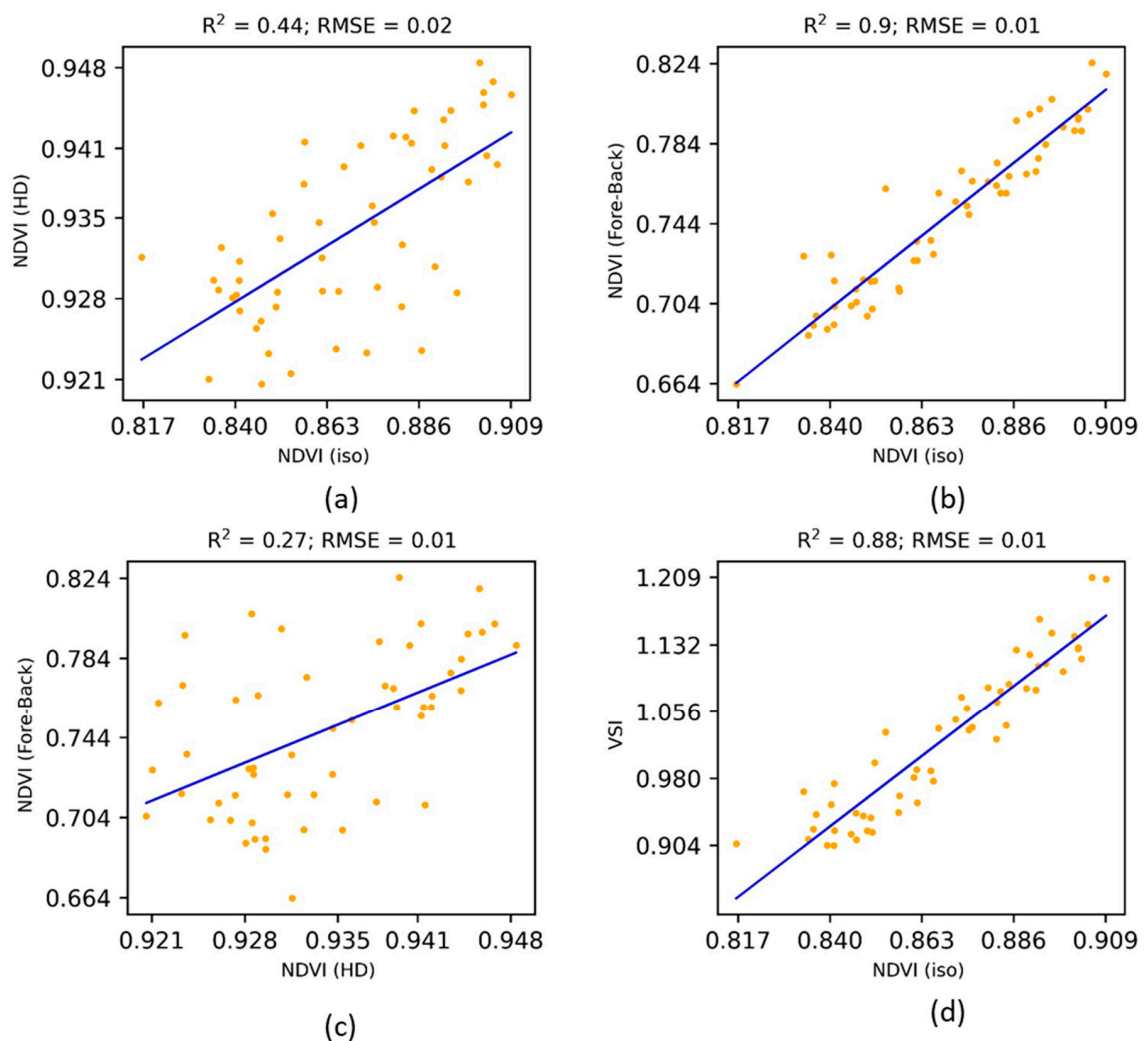 R² = 0.44; RMSE = 0.02
0.948
0.941
0.935
0.928
0.921
NDVI (HD)
0.817 0.840 0.863 0.886 0.909
NDVI (iso)
(a)
R² = 0.9; RMSE = 0.01
0.824
0.784
0.744
0.704
0.664
NDVI (Fore-Back)
0.817 0.840 0.863 0.886 0.909
NDVI (iso)
(b)
R² = 0.27; RMSE = 0.01
0.824
0.784
0.744
0.704
0.664
NDVI (Fore-Back)
0.921 0.928 0.935 0.941 0.948
NDVI (HD)
(c)
R² = 0.88; RMSE = 0.01
1.209
1.132
1.056
0.980
0.904
VSI
0.817 0.840 0.863 0.886 0.909
NDVI (iso)
(d)